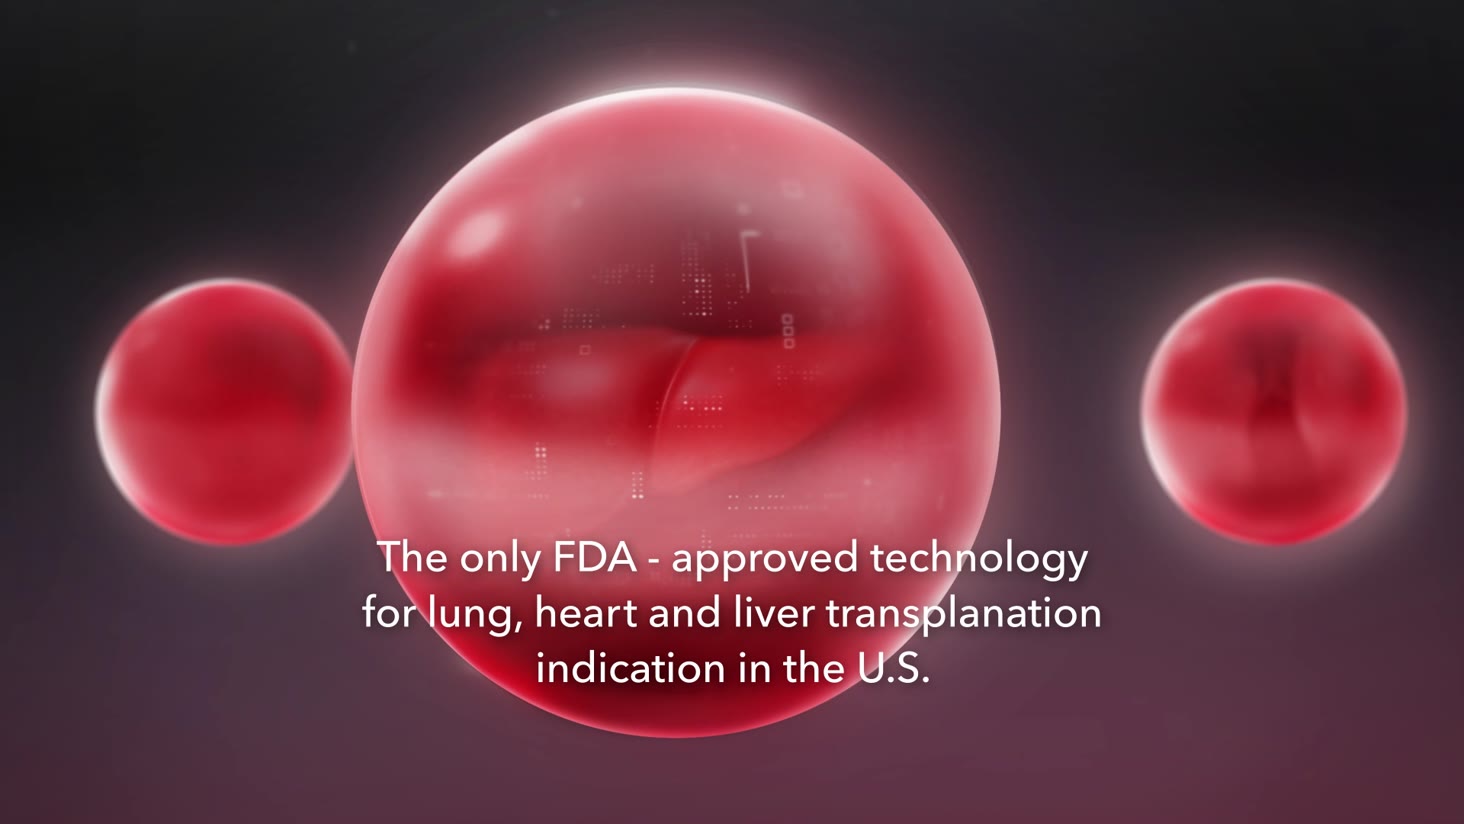 The only FDA - approved technology
for lung, heart and liver transplanation
indication in the U.S.